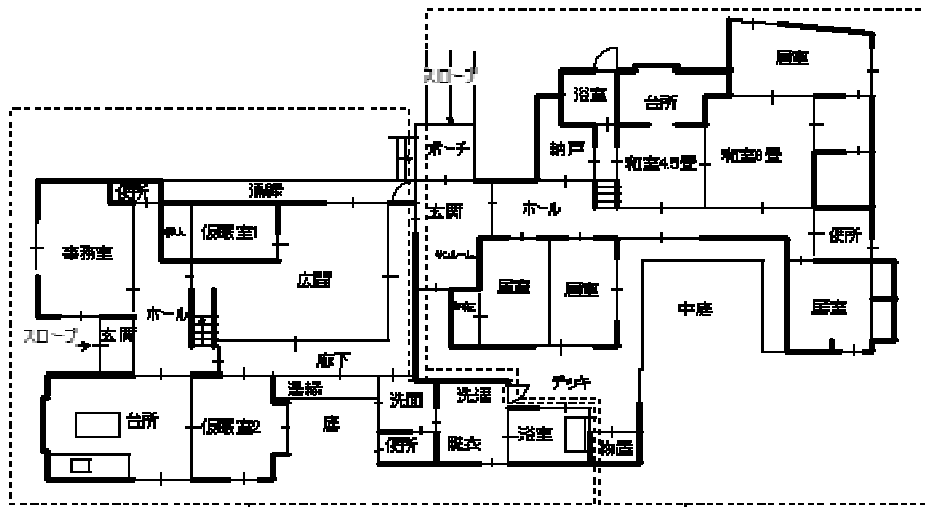 居室
スロープ
浴室
台所
ポーチ
納戸
和室4.5畳
和室8畳
便所
濡縁
玄関
ホール
仮眠室1
事務室
便所
広間
居室
居室
中庭
居室
ホール
スロープ
玄関
廊下
濡縁
洗面
洗濯
デッキ
台所
仮眠室2
庭
便所
脱衣
浴室
物置